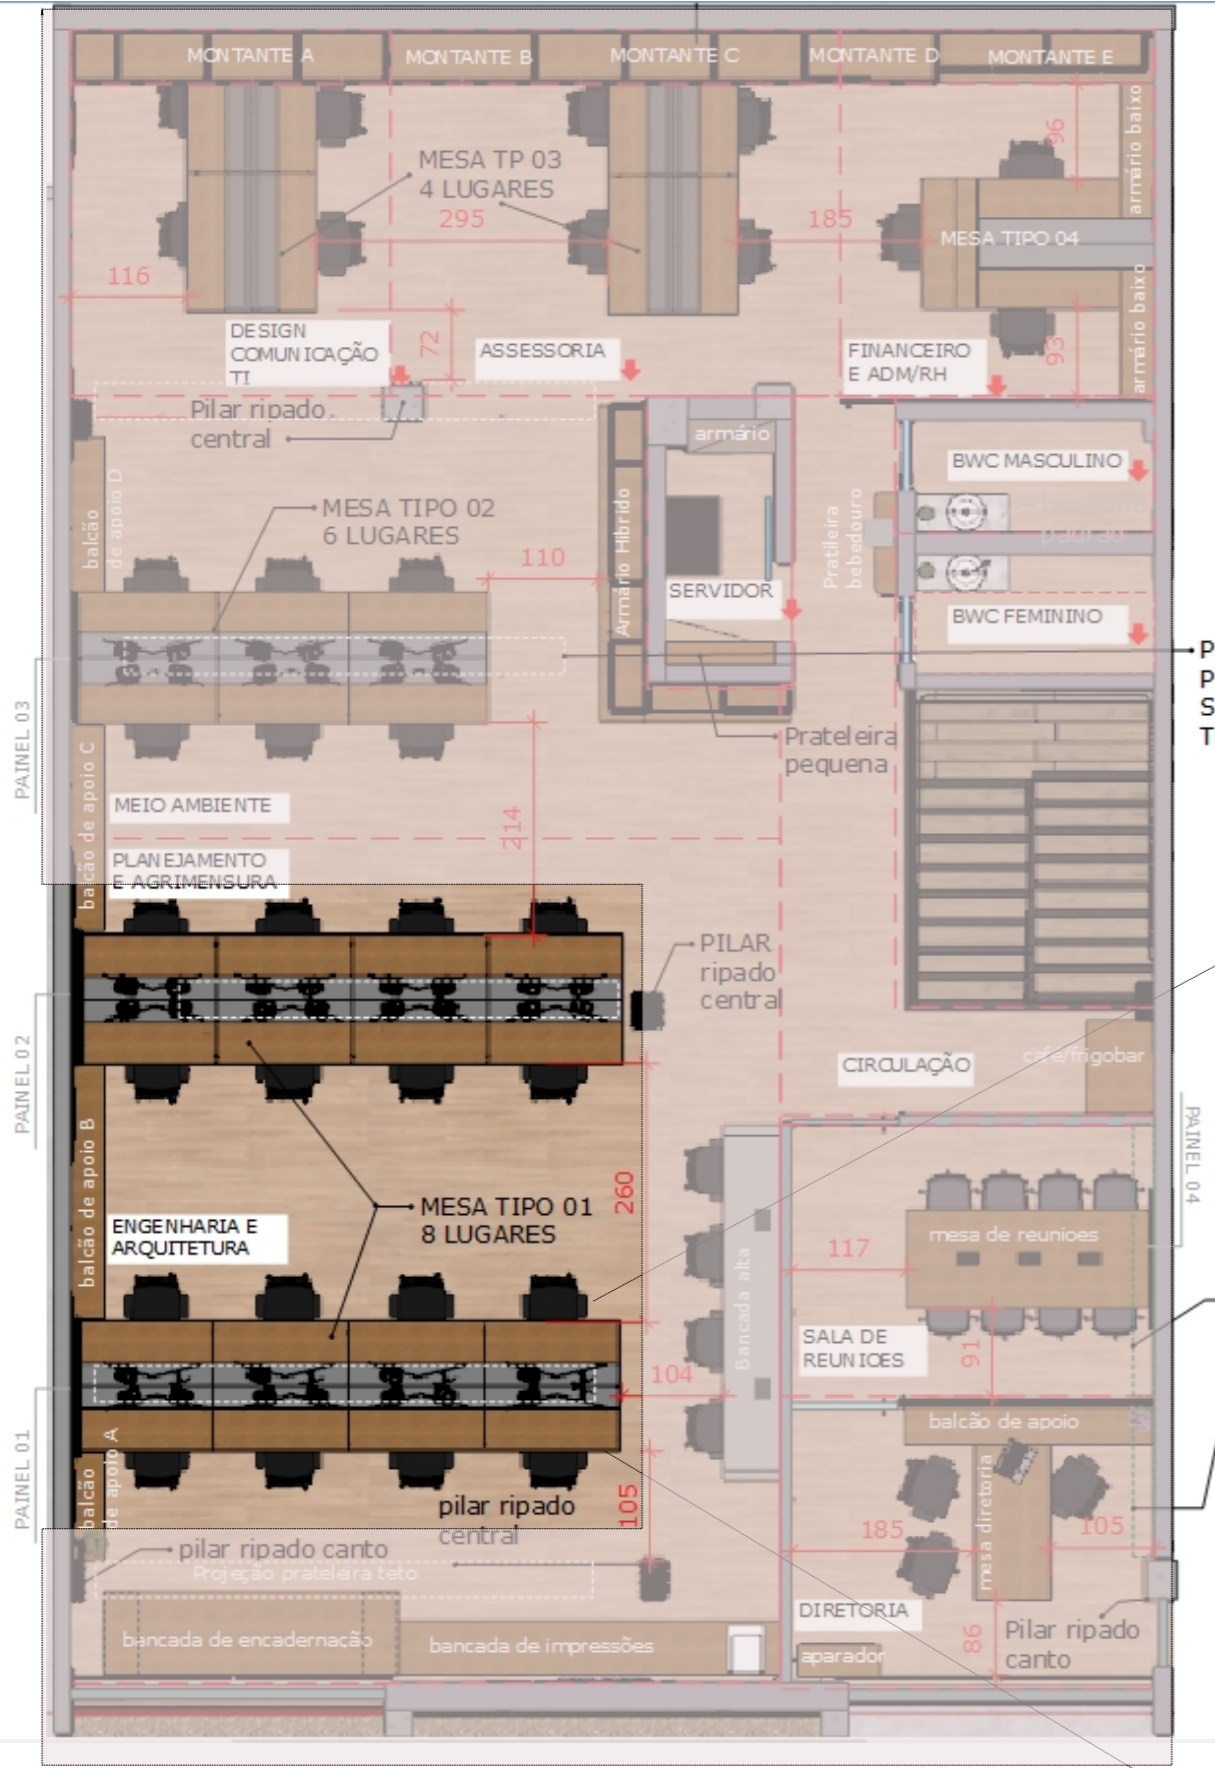 MONTANTE A
MONTANTE B
MONTANTE C
MONTANTE D
MONTANTE E
armário baixo
96
MESA TP 03
4 LUGARES
295
185
MESA TIPO 04
116
72
DESIGN
COMUNICAÇÃO
TI
ASSESSORIA
FINANCEIRO
E ADM/RH
93
armário baixo
Pilar ripado
central
armário
BWC MASCULINO
padrão
balcão
de apoio D
MESA TIPO 02
6 LUGARES
110
Armário Hibrido
SERVIDOR
Pratileira
bebedouro
BWC FEMININO
P
P
S
T
PAINEL 03
Prateleira
pequena
balcão de apoio C
MEIO AMBIENTE
214
PLANEJAMENTO
E AGRIMENSURA
PILAR
ripado
central
PAINEL 02
CIRCULAÇÃO
café/frigobar
balcão de apoio B
260
MESA TIPO 01
8 LUGARES
ENGENHARIA E
ARQUITETURA
PAINEL 04
mesa de reunioes
117
Bancada alta
SALA DE
REUNIOES
91
104
PAINEL 01
balcão
de apoio A
balcão de apoio
105
pilar ripado
central
mesa diretoria
185
105
pilar ripado canto
Projeção prateleira teto
DIRETORIA
86
Pilar ripado
canto
bancada de encadernação
bancada de impressões
aparador